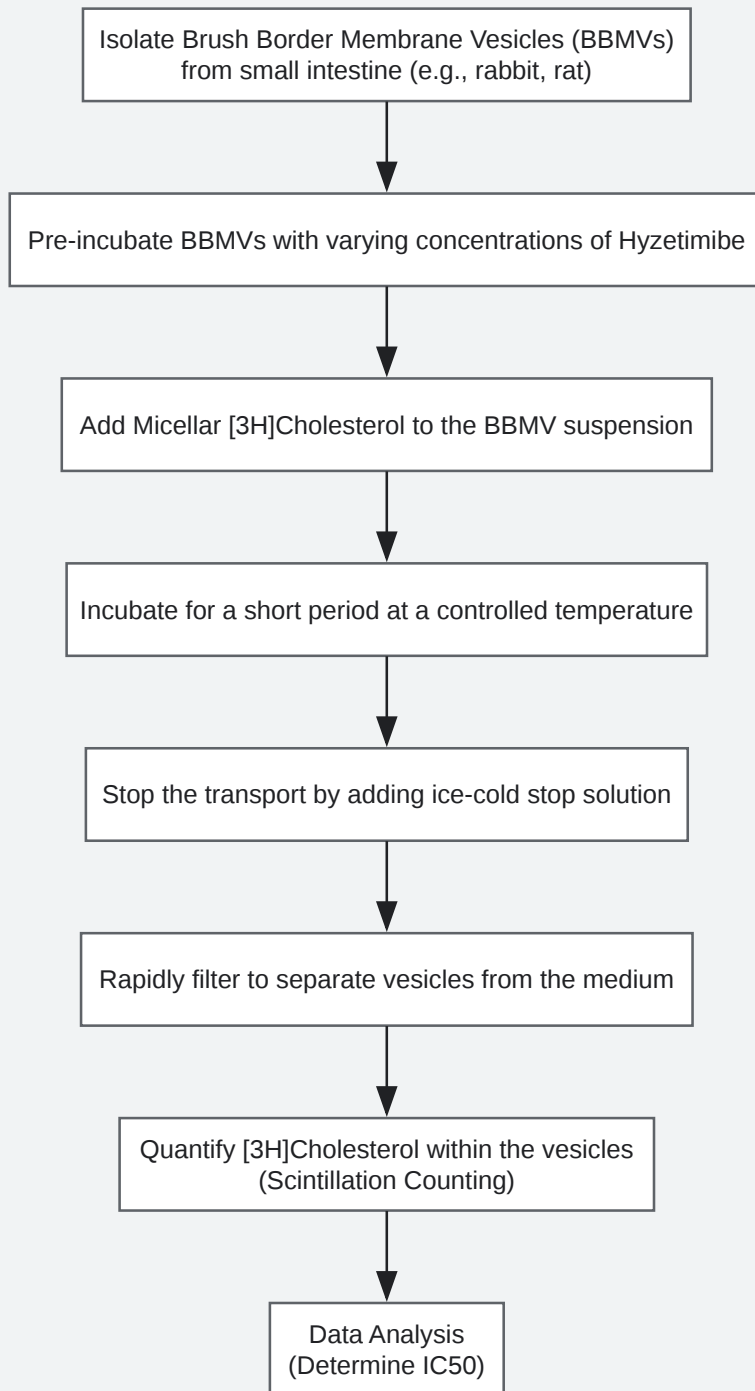 Isolate Brush Border Membrane Vesicles (BBMVs)
from small intestine (e.g., rabbit, rat)
Pre-incubate BBMVs with varying concentrations of Hyzetimibe
Add Micellar [3H]Cholesterol to the BBMV suspension
Incubate for a short period at a controlled temperature
Stop the transport by adding ice-cold stop solution
Rapidly filter to separate vesicles from the medium
Quantify [3H]Cholesterol within the vesicles
(Scintillation Counting)
Data Analysis
(Determine IC50)